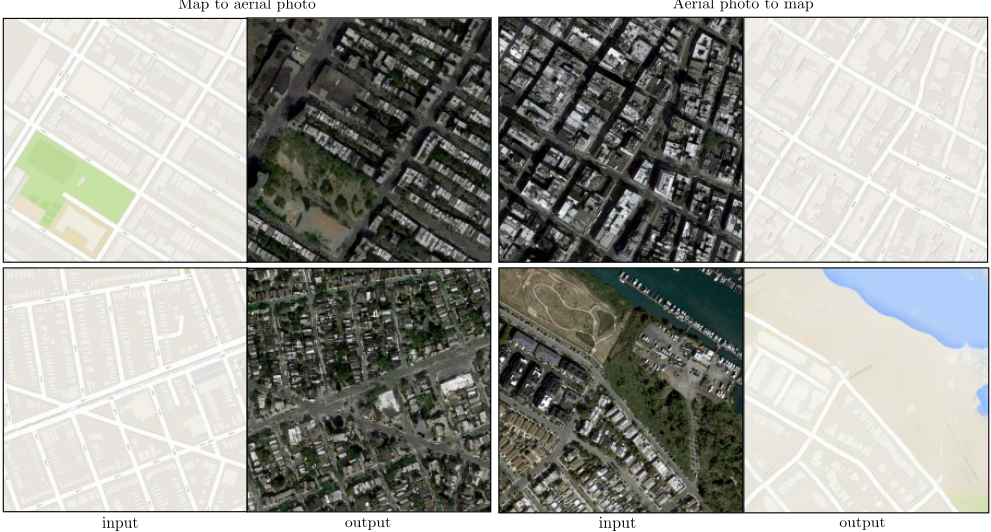 Map to aerial photo
Aerial photo to map
input
output
input
output